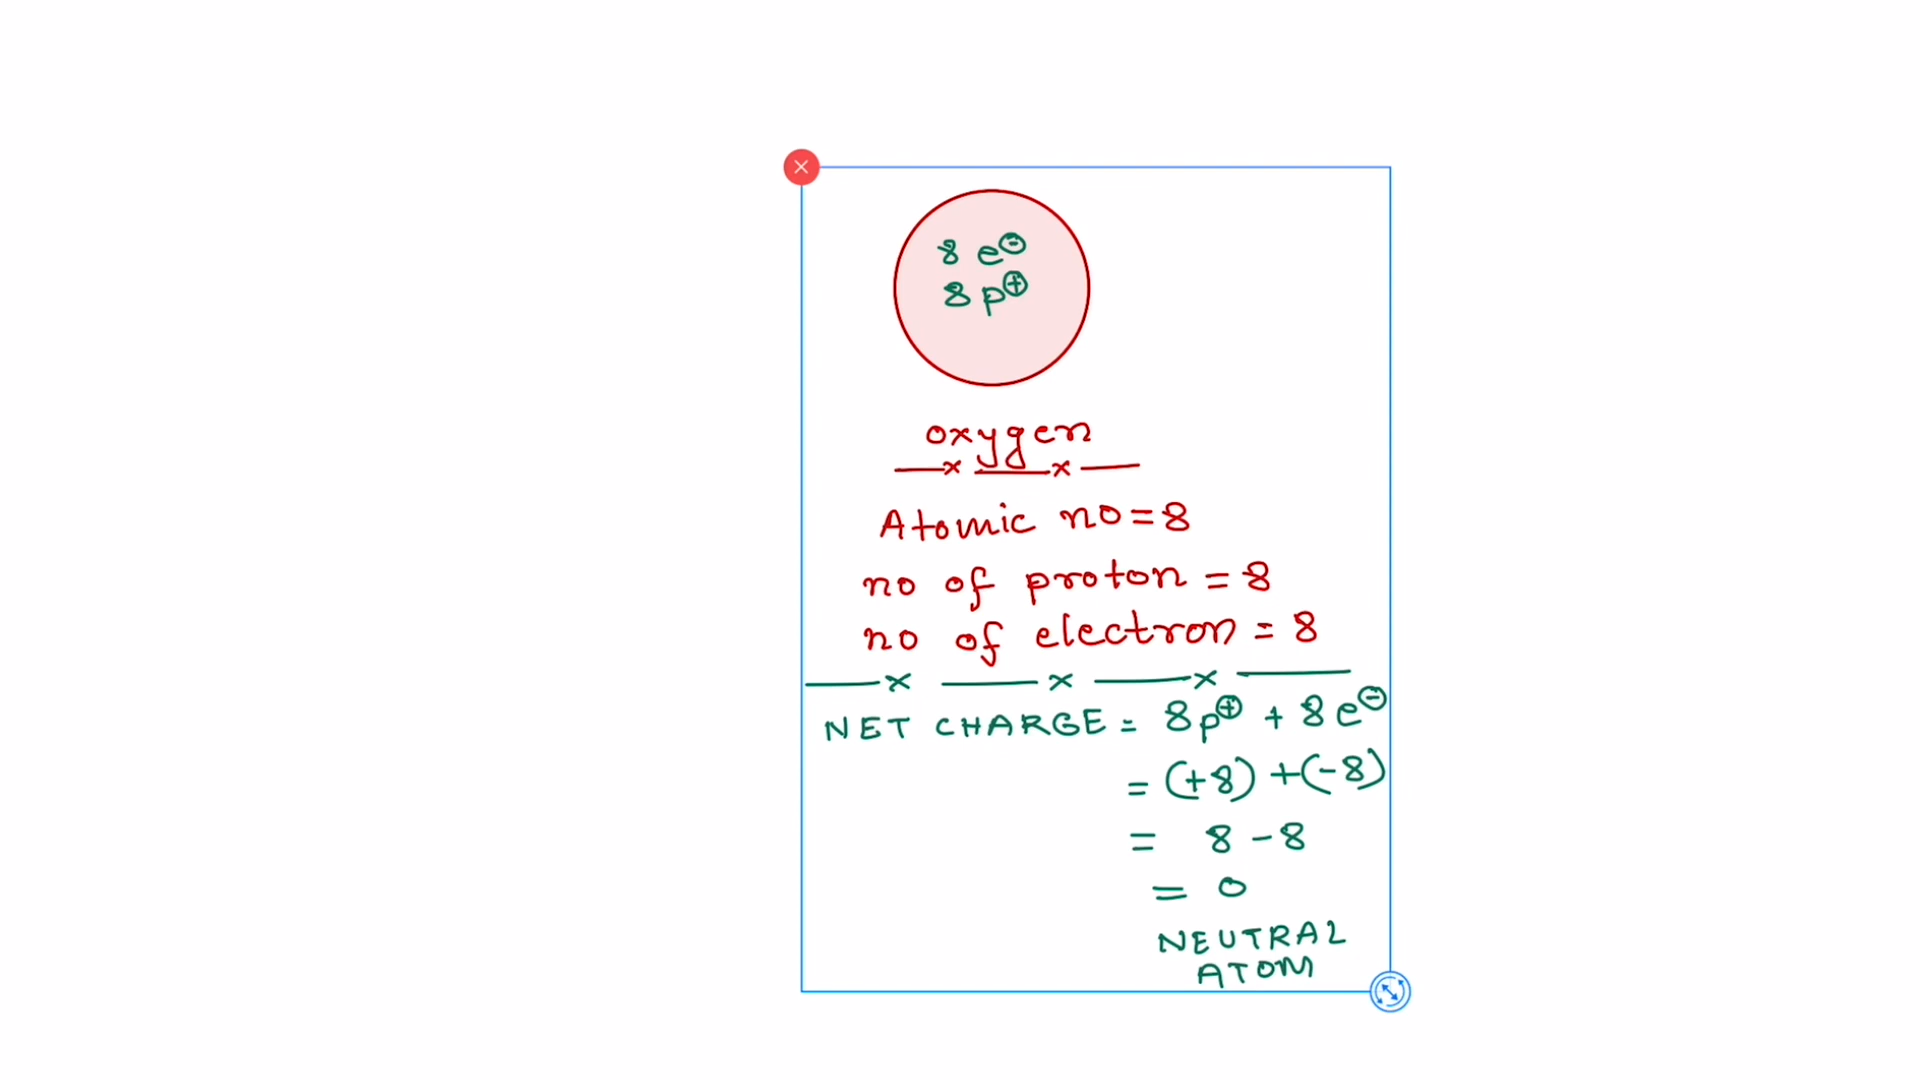 8 e⊖
8 p⊕
oxygen
Atomic no = 8
no of proton = 8
no of electron = 8
NET CHARGE = 8p⊕ + 8e⊖
= (+8) + (-8)
= 8 - 8
= 0
NEUTRAL
ATOM